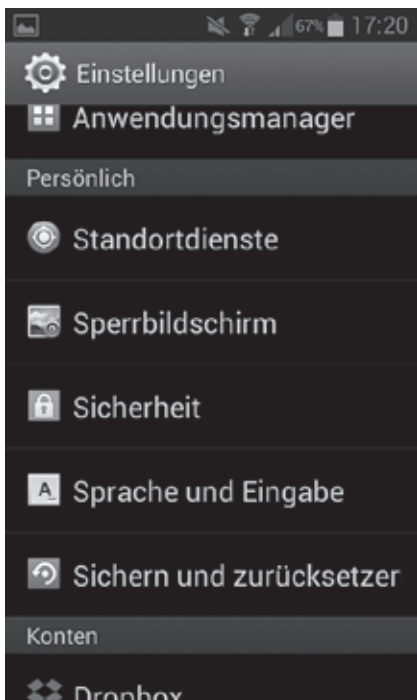 67% 17:20
Einstellungen
Anwendungsmanager
Persönlich
Standortdienste
Sperrbildschirm
Sicherheit
A Sprache und Eingabe
Sichern und zurücksetzer
Konten
Dropbox